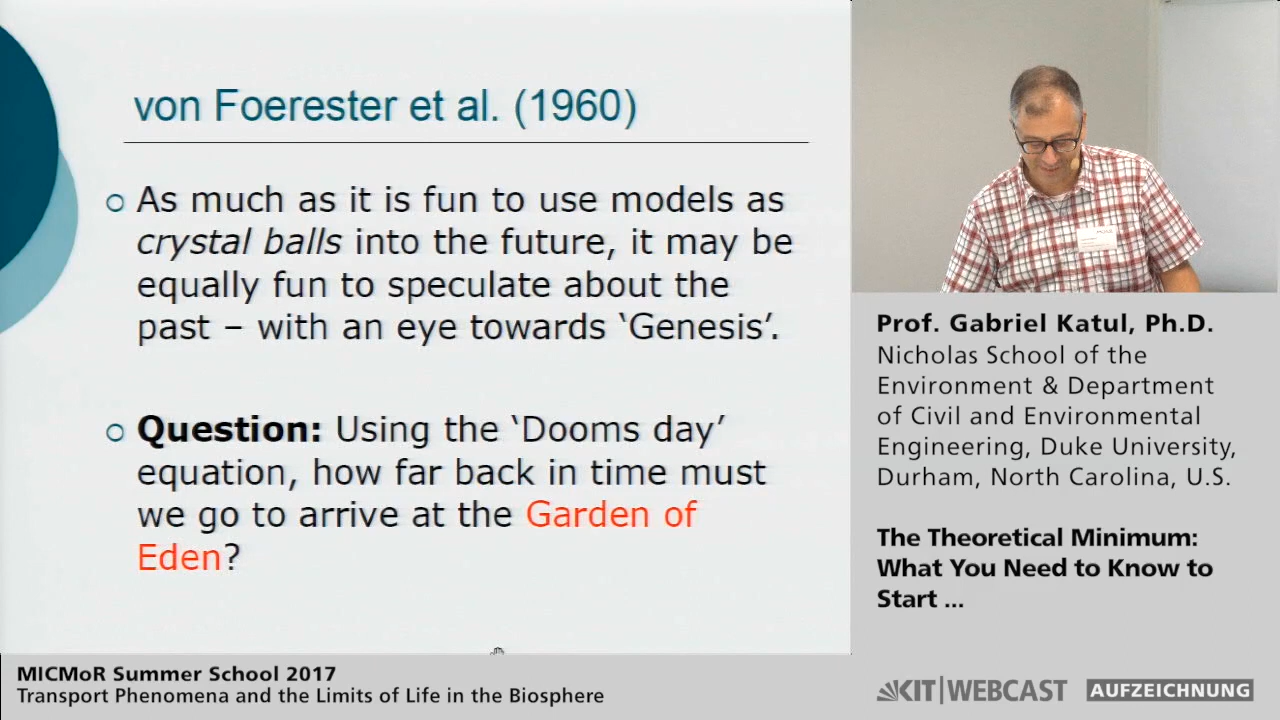 von Foerester et al. (1960)
As much as it is fun to use models as
crystal balls into the future, it may be
equally fun to speculate about the
past – with an eye towards ‘Genesis’.
Question: Using the ‘Dooms day’
equation, how far back in time must
we go to arrive at the Garden of
Eden?
Prof. Gabriel Katul, Ph.D.
Nicholas School of the
Environment & Department
of Civil and Environmental
Engineering, Duke University,
Durham, North Carolina, U.S.
The Theoretical Minimum:
What You Need to Know to
Start ...
MICMoR Summer School 2017
Transport Phenomena and the Limits of Life in the Biosphere
KIT|WEBCAST AUFZEICHNUNG